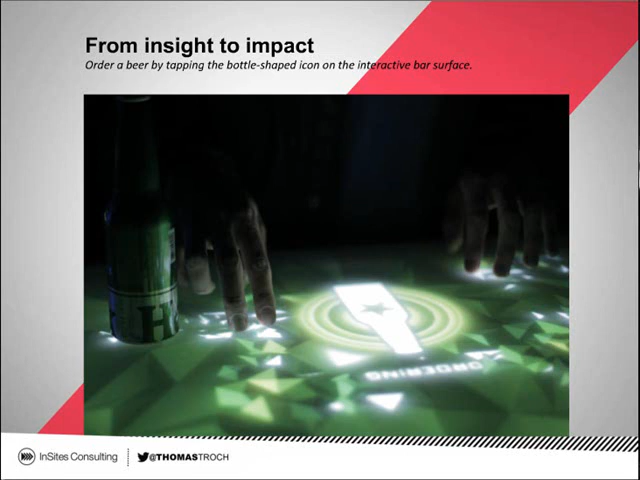 From insight to impact
Order a beer by tapping the bottle-shaped icon on the interactive bar surface.
H
ORDERING
InSites Consulting
@THOMASTROCH